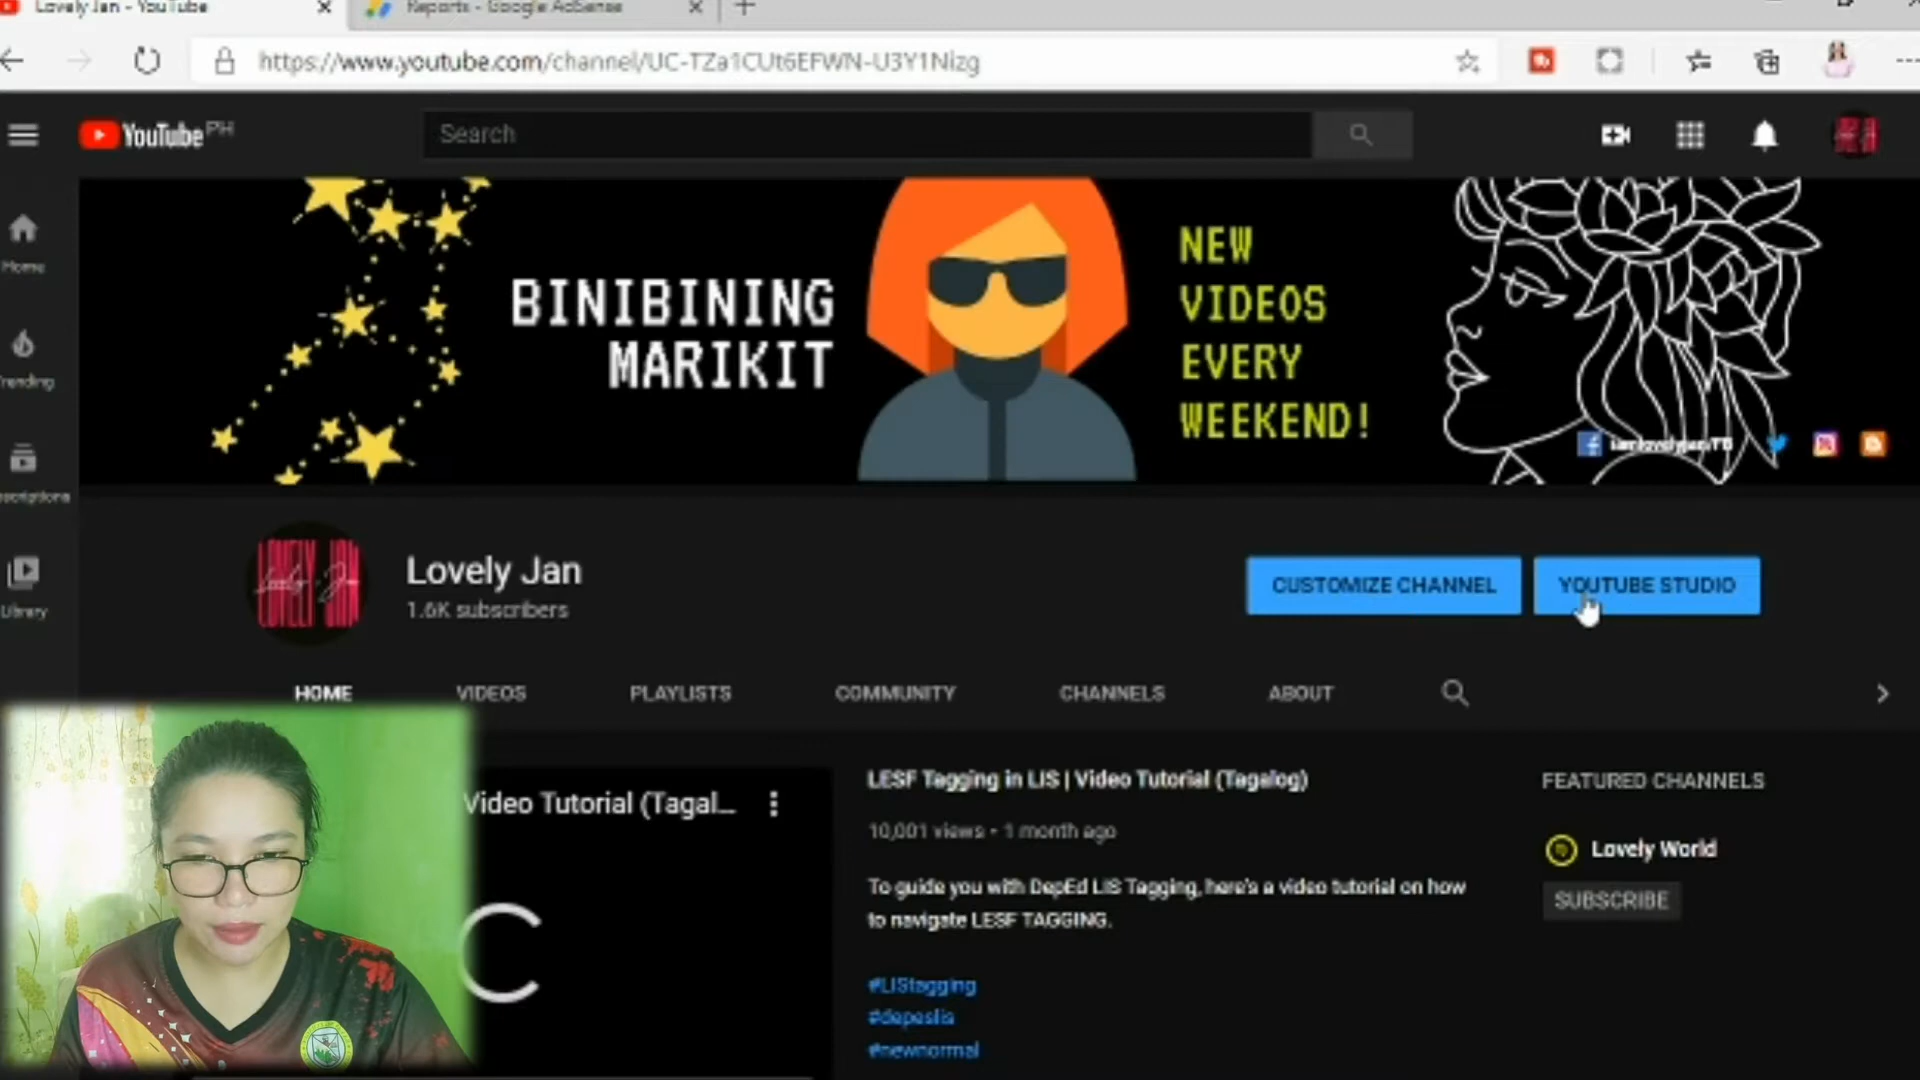 Lovely Jan - YouTube
Reports - Google AdSense
https://www.youtube.com/channel/UC-TZa1CUt6EFWN-U3Y1Nizg
YouTube PH
Search
Home
Trending
Library
BINIBINING
MARIKIT
NEW
VIDEOS
EVERY
WEEKEND!
Lovely Jan
1.6K subscribers
CUSTOMIZE CHANNEL
YOUTUBE STUDIO
HOME
VIDEOS
PLAYLISTS
COMMUNITY
CHANNELS
ABOUT
Video Tutorial (Tagal...
LESF Tagging in LIS | Video Tutorial (Tagalog)
10,001 views • 1 month ago
To guide you with DepEd LIS Tagging, here's a video tutorial on how
to navigate LESF TAGGING.
#LIStagging
#depeslis
#newnormal
FEATURED CHANNELS
Lovely World
SUBSCRIBE